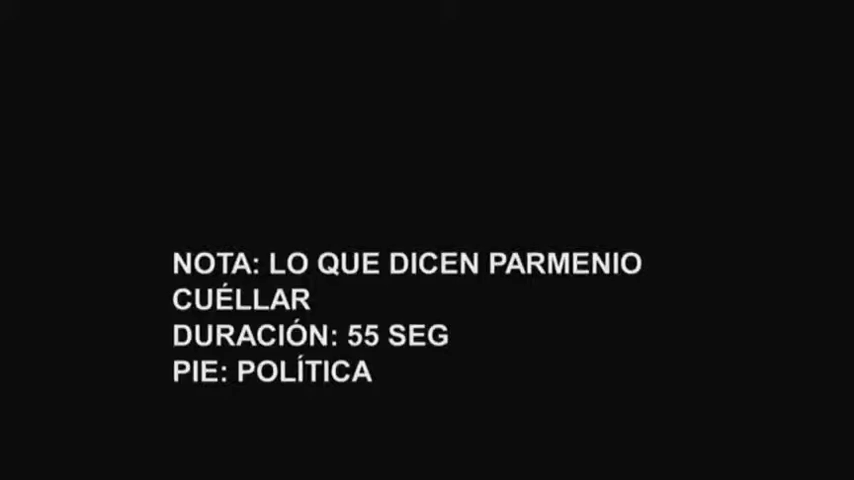 NOTA: LO QUE DICEN PARMENIO
CUÉLLAR
DURACIÓN: 55 SEG
PIE: POLÍTICA